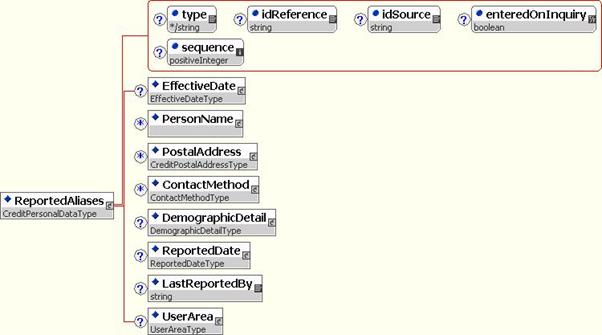 type
*/string
idReference
string
idSource
string
enteredOnInquiry
boolean
sequence
positiveInteger
EffectiveDate
EffectiveDateType
PersonName
PostalAddress
CreditPostalAddressType
ContactMethod
ContactMethodType
ReportedAliases
CreditPersonalDataType
DemographicDetail
DemographicDetailType
ReportedDate
ReportedDateType
LastReportedBy
string
UserArea
UserAreaType